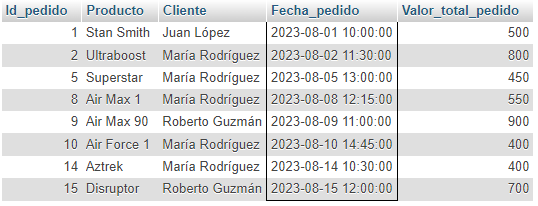 Id_pedido Producto Cliente Fecha_pedido Valor_total_pedido
1 Stan Smith Juan López 2023-08-01 10:00:00 500
2 Ultraboost María Rodríguez 2023-08-02 11:30:00 800
5 Superstar María Rodríguez 2023-08-05 13:00:00 450
8 Air Max 1 María Rodríguez 2023-08-08 12:15:00 550
9 Air Max 90 Roberto Guzmán 2023-08-09 11:00:00 900
10 Air Force 1 María Rodríguez 2023-08-10 14:45:00 400
14 Aztrek María Rodríguez 2023-08-14 10:30:00 400
15 Disruptor Roberto Guzmán 2023-08-15 12:00:00 700